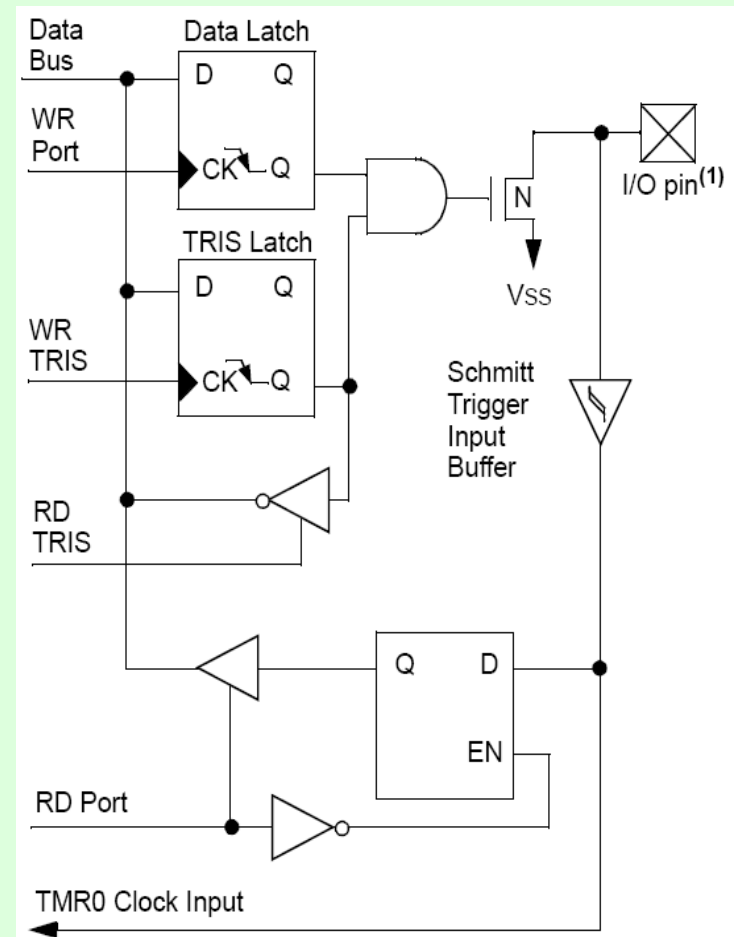 Data
Bus
Data Latch
D Q
WR
Port
CK Q
N
I/O pin(1)
TRIS Latch
VSS
D Q
WR
TRIS
CK Q
Schmitt
Trigger
Input
Buffer
RD
TRIS
Q D
EN
RD Port
TMR0 Clock Input